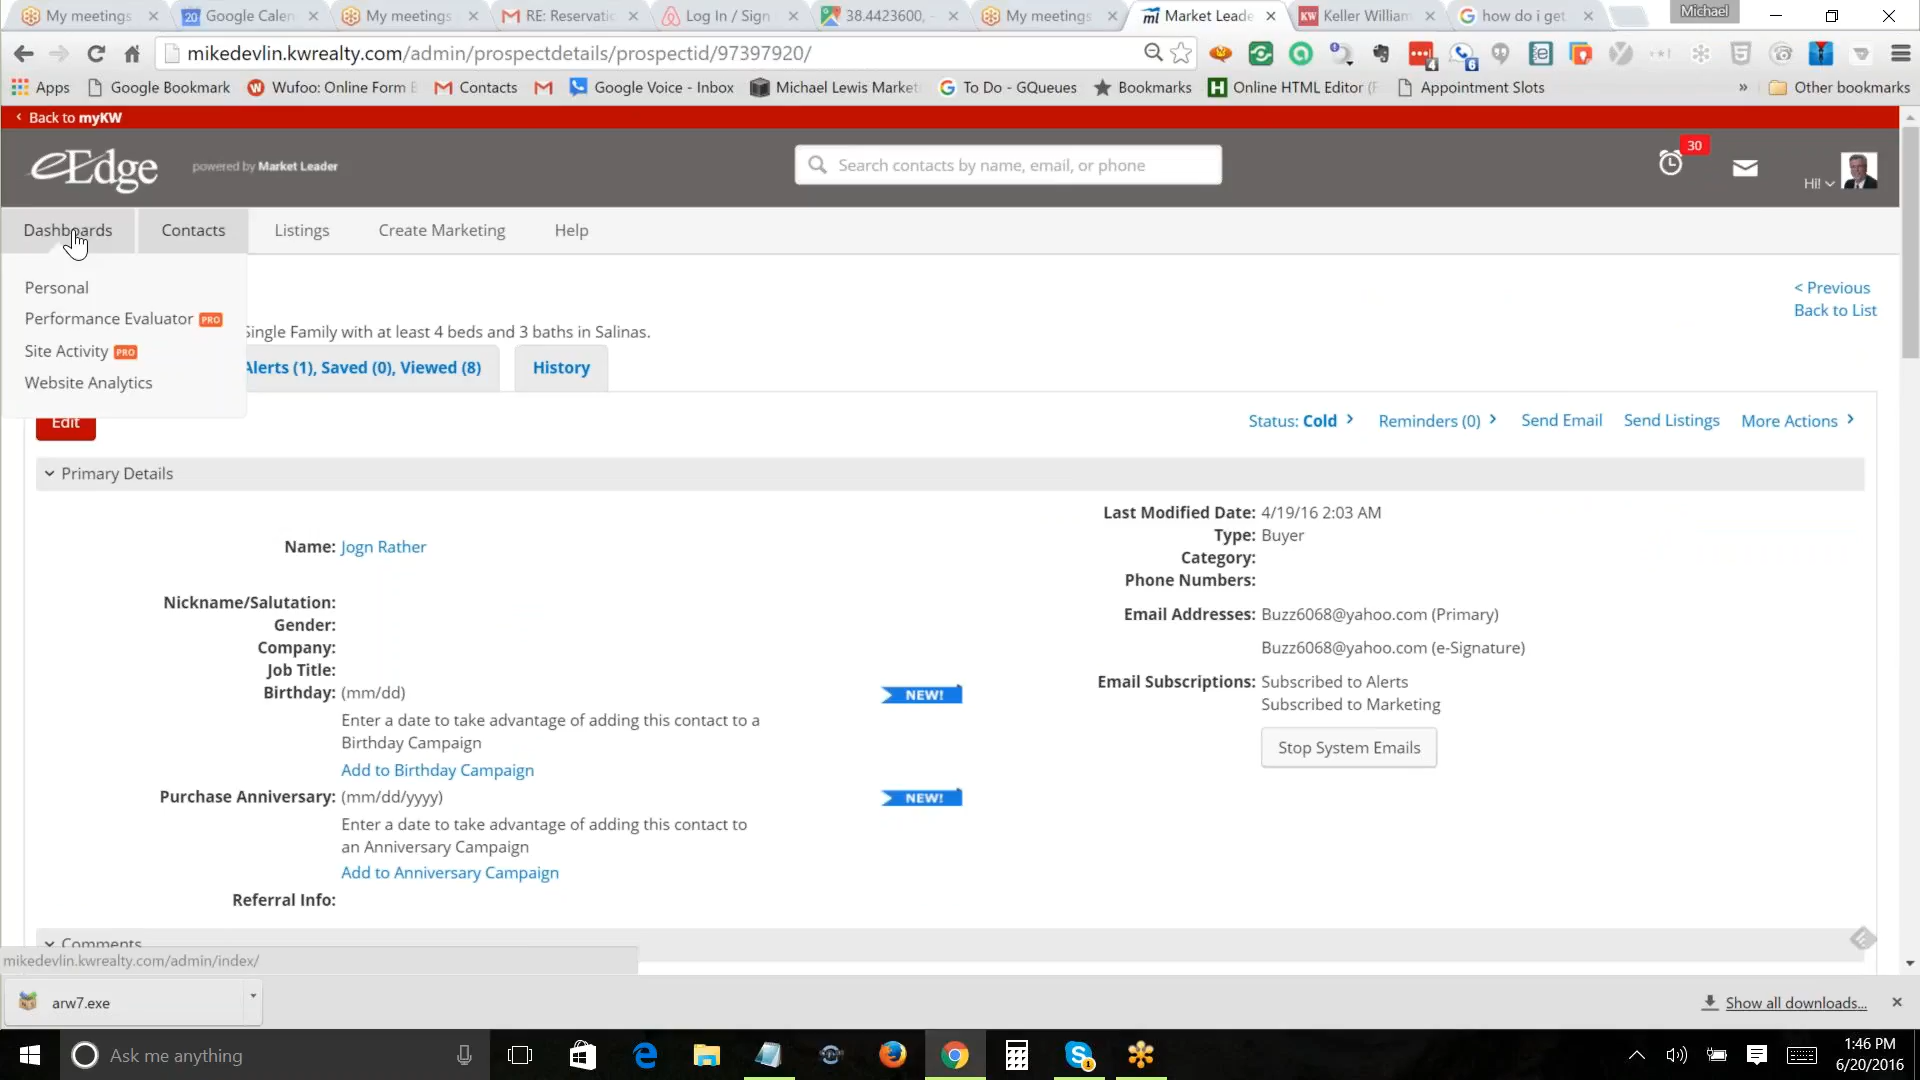 My meetings
Google Calen
My meetings
RE: Reservatio
Log In / Sign
38.4423600, -
My meetings
Market Leade
Keller William
how do i get
Michael
mikedevlin.kwrealty.com/admin/prospectdetails/prospectid/97397920/
Apps
Google Bookmark
Wufoo: Online Form
Contacts
Google Voice - Inbox
Michael Lewis Market
To Do - GQueues
Bookmarks
Online HTML Editor (
Appointment Slots
»
Other bookmarks
‹ Back to myKW
eEdge
powered by Market Leader
Search contacts by name, email, or phone
30
Hi!
Dashboards
Contacts
Listings
Create Marketing
Help
Personal
Performance Evaluator PRO
Site Activity PRO
Website Analytics
< Previous
Back to List
Single Family with at least 4 beds and 3 baths in Salinas.
Alerts (1), Saved (0), Viewed (8)
History
Edit
Status: Cold
Reminders (0)
Send Email
Send Listings
More Actions
Primary Details
Name: Jogn Rather
Nickname/Salutation:
Gender:
Company:
Job Title:
Birthday: (mm/dd)
NEW!
Enter a date to take advantage of adding this contact to a
Birthday Campaign
Add to Birthday Campaign
Purchase Anniversary: (mm/dd/yyyy)
NEW!
Enter a date to take advantage of adding this contact to
an Anniversary Campaign
Add to Anniversary Campaign
Referral Info:
Last Modified Date: 4/19/16 2:03 AM
Type: Buyer
Category:
Phone Numbers:
Email Addresses: Buzz6068@yahoo.com (Primary)
Buzz6068@yahoo.com (e-Signature)
Email Subscriptions: Subscribed to Alerts
Subscribed to Marketing
Stop System Emails
Comments
mikedevlin.kwrealty.com/admin/index/
arw7.exe
Show all downloads...
Ask me anything
1:46 PM
6/20/2016